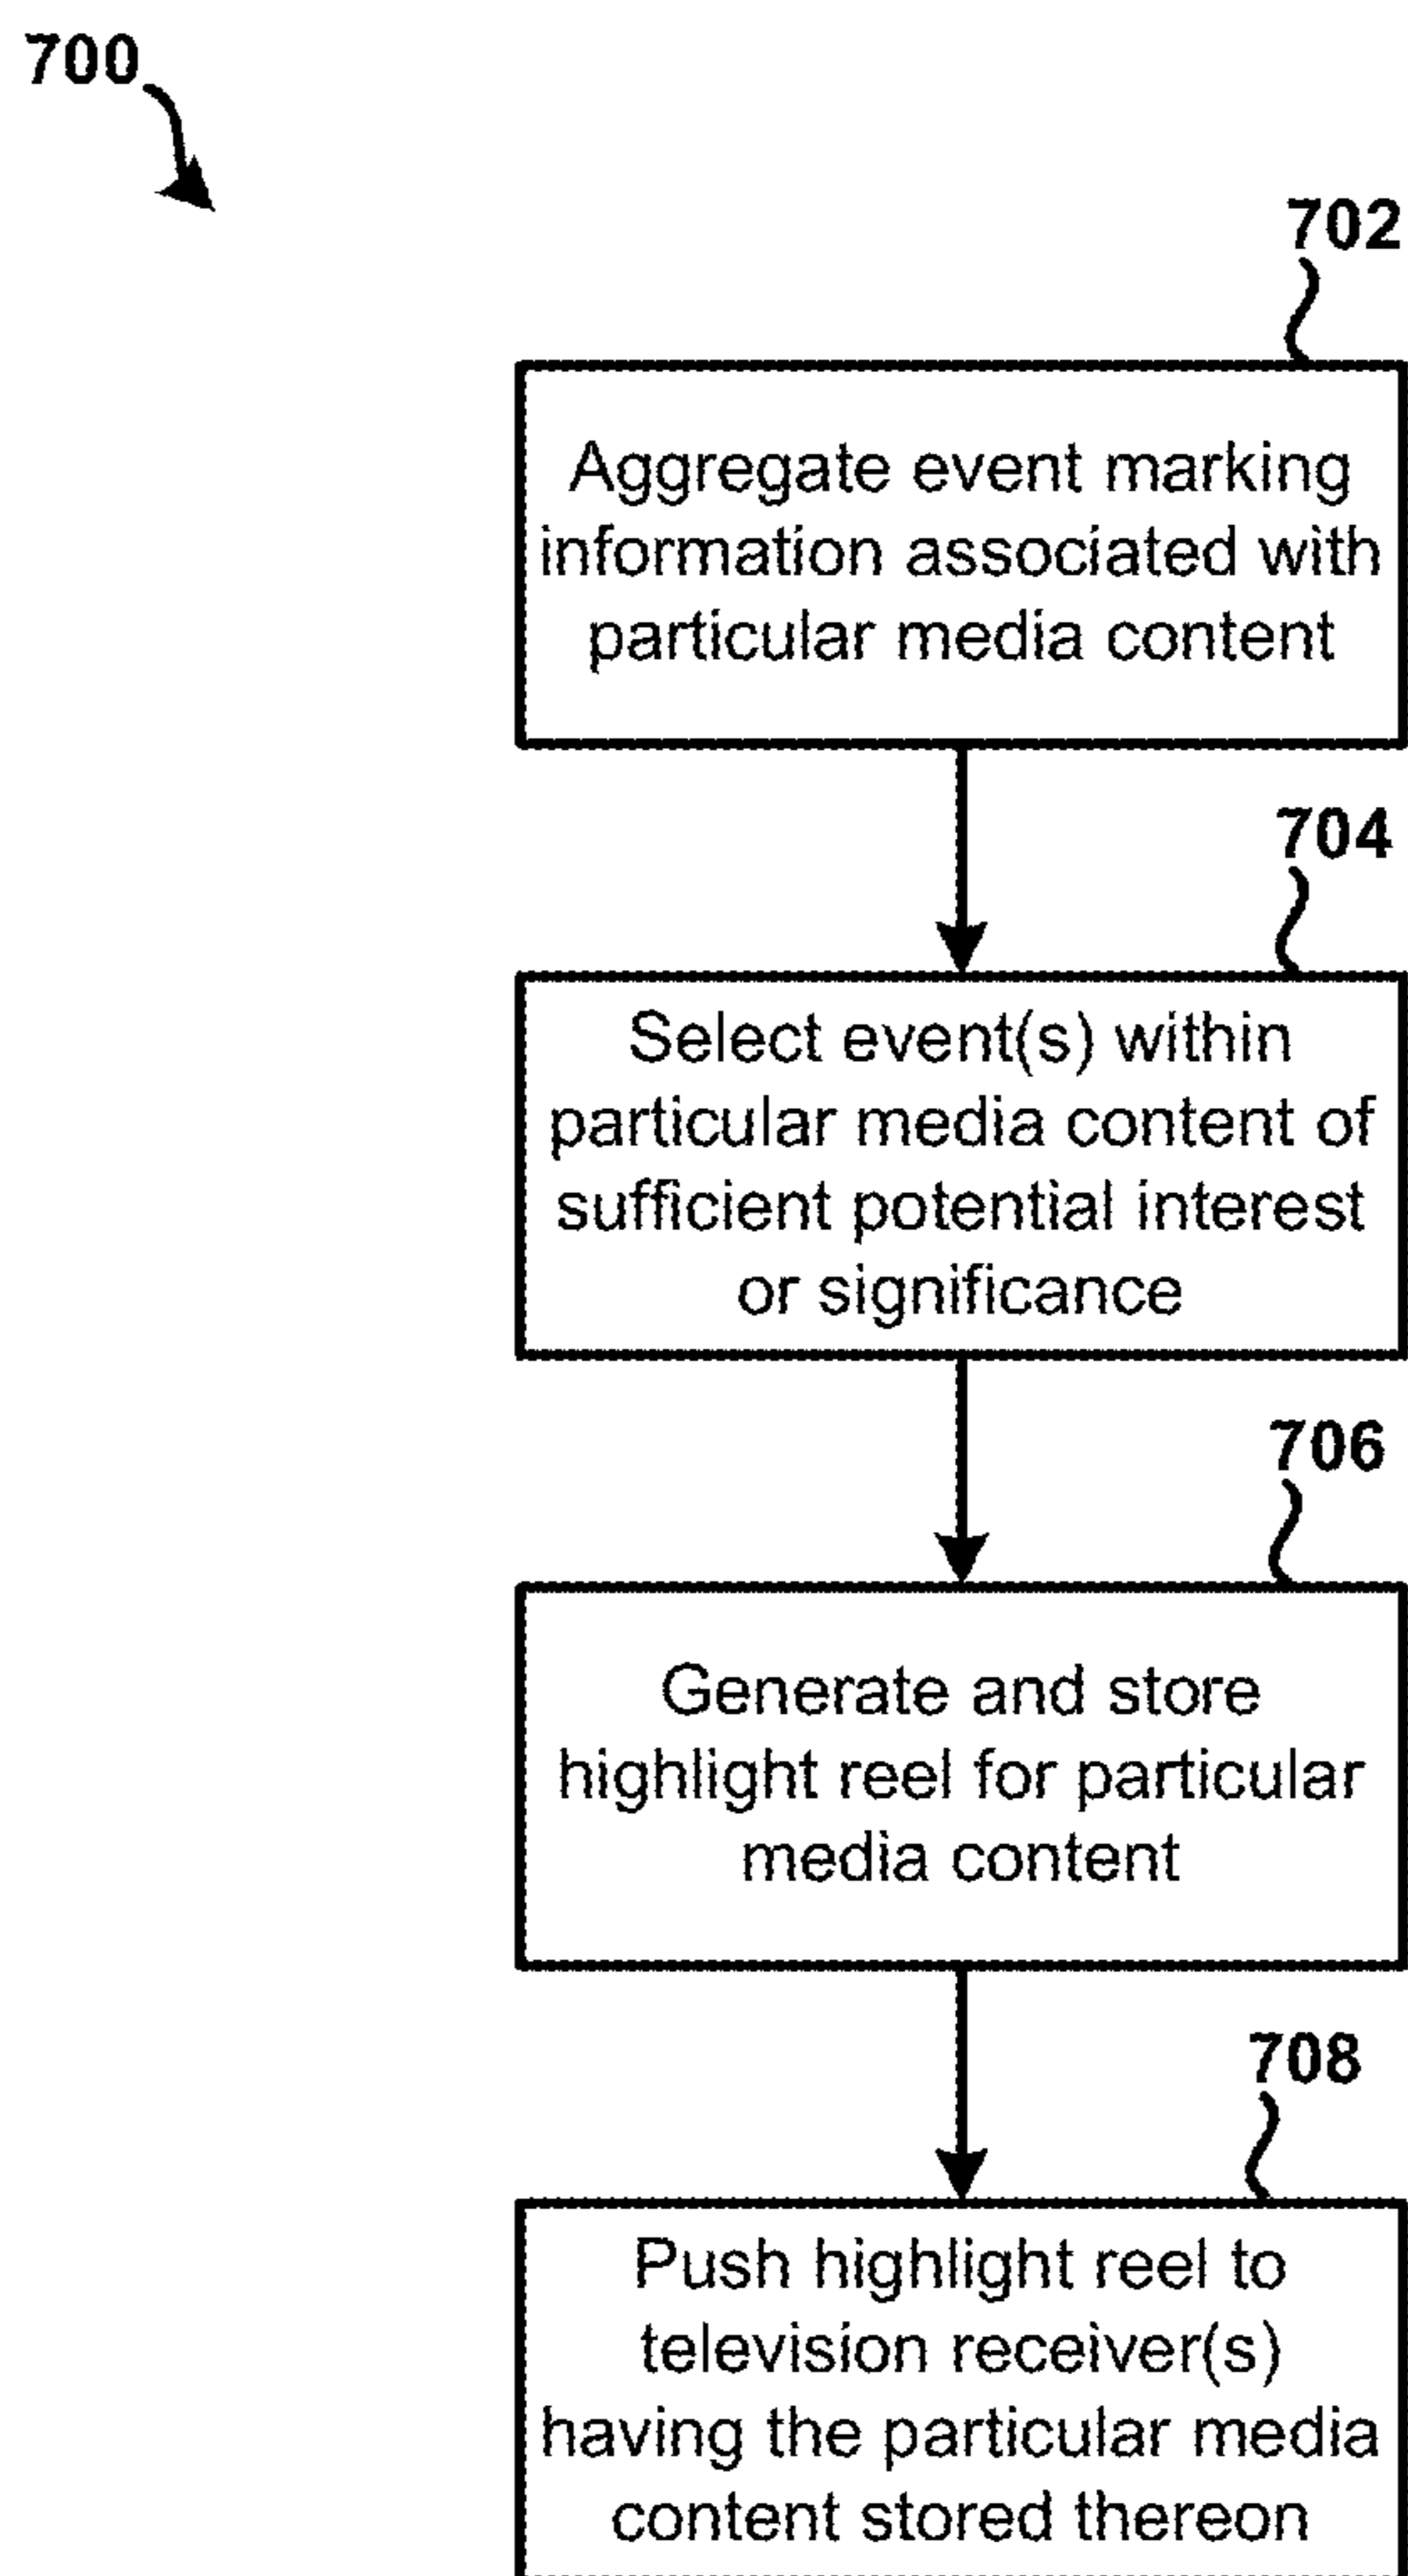 700
702
Aggregate event marking
information associated with
particular media content
704
Select event(s) within
particular media content of
sufficient potential interest
or significance
706
Generate and store
highlight reel for particular
media content
708
Push highlight reel to
television receiver(s)
having the particular media
content stored thereon